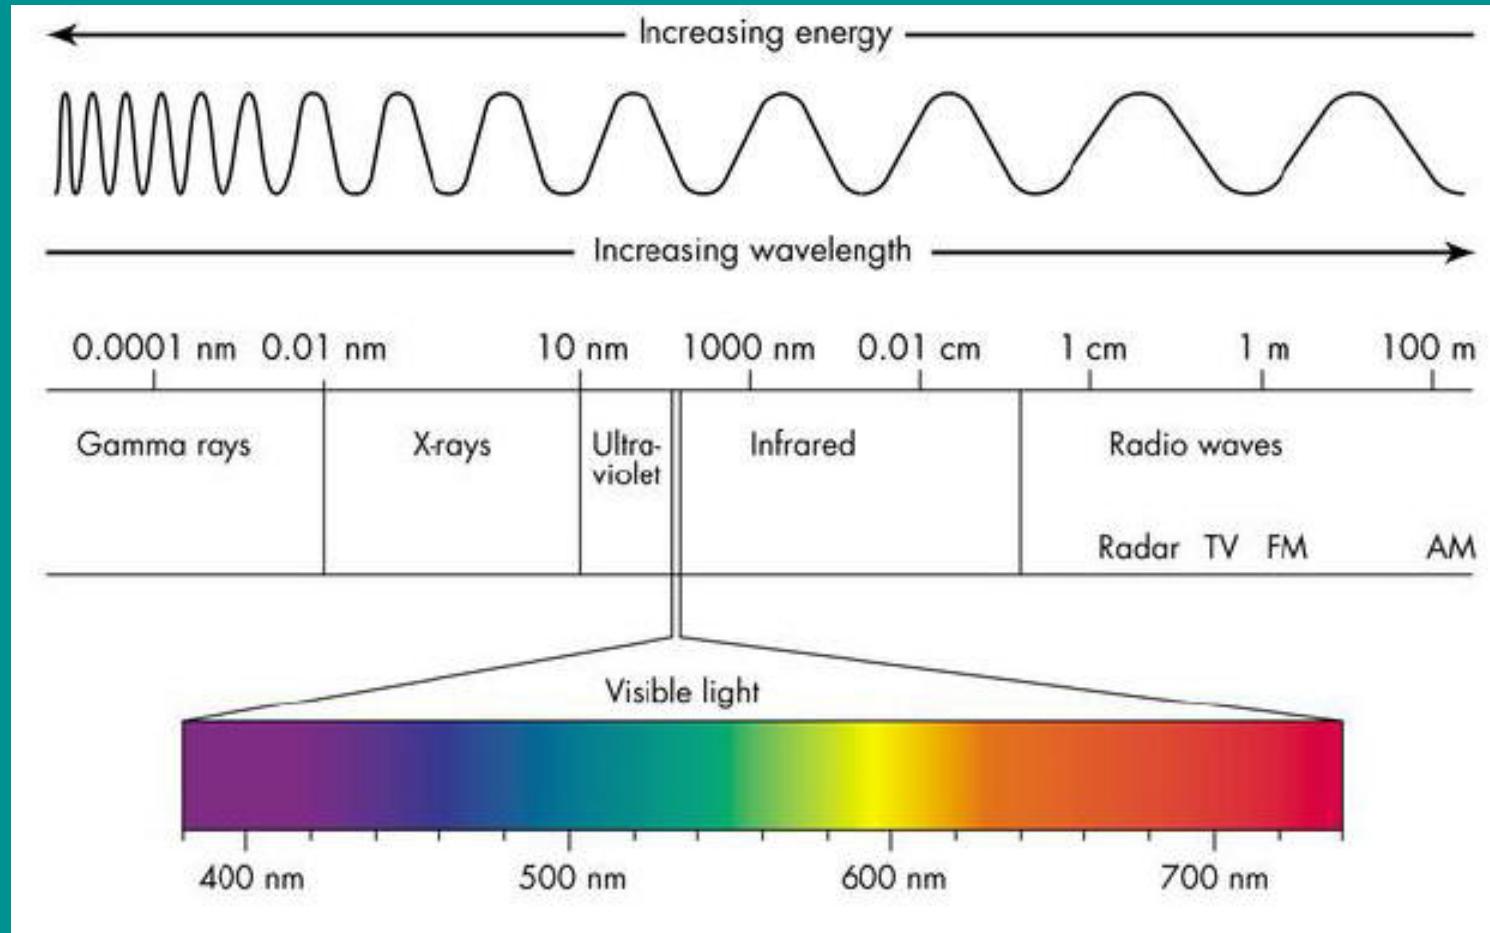 Increasing energy
Increasing wavelength
0.0001 nm 0.01 nm 10 nm 1000 nm 0.01 cm 1 cm 1 m 100 m
Gamma rays X-rays Ultra- Infrared Radio waves
violet
Radar TV FM AM
Visible light
400 nm 500 nm 600 nm 700 nm